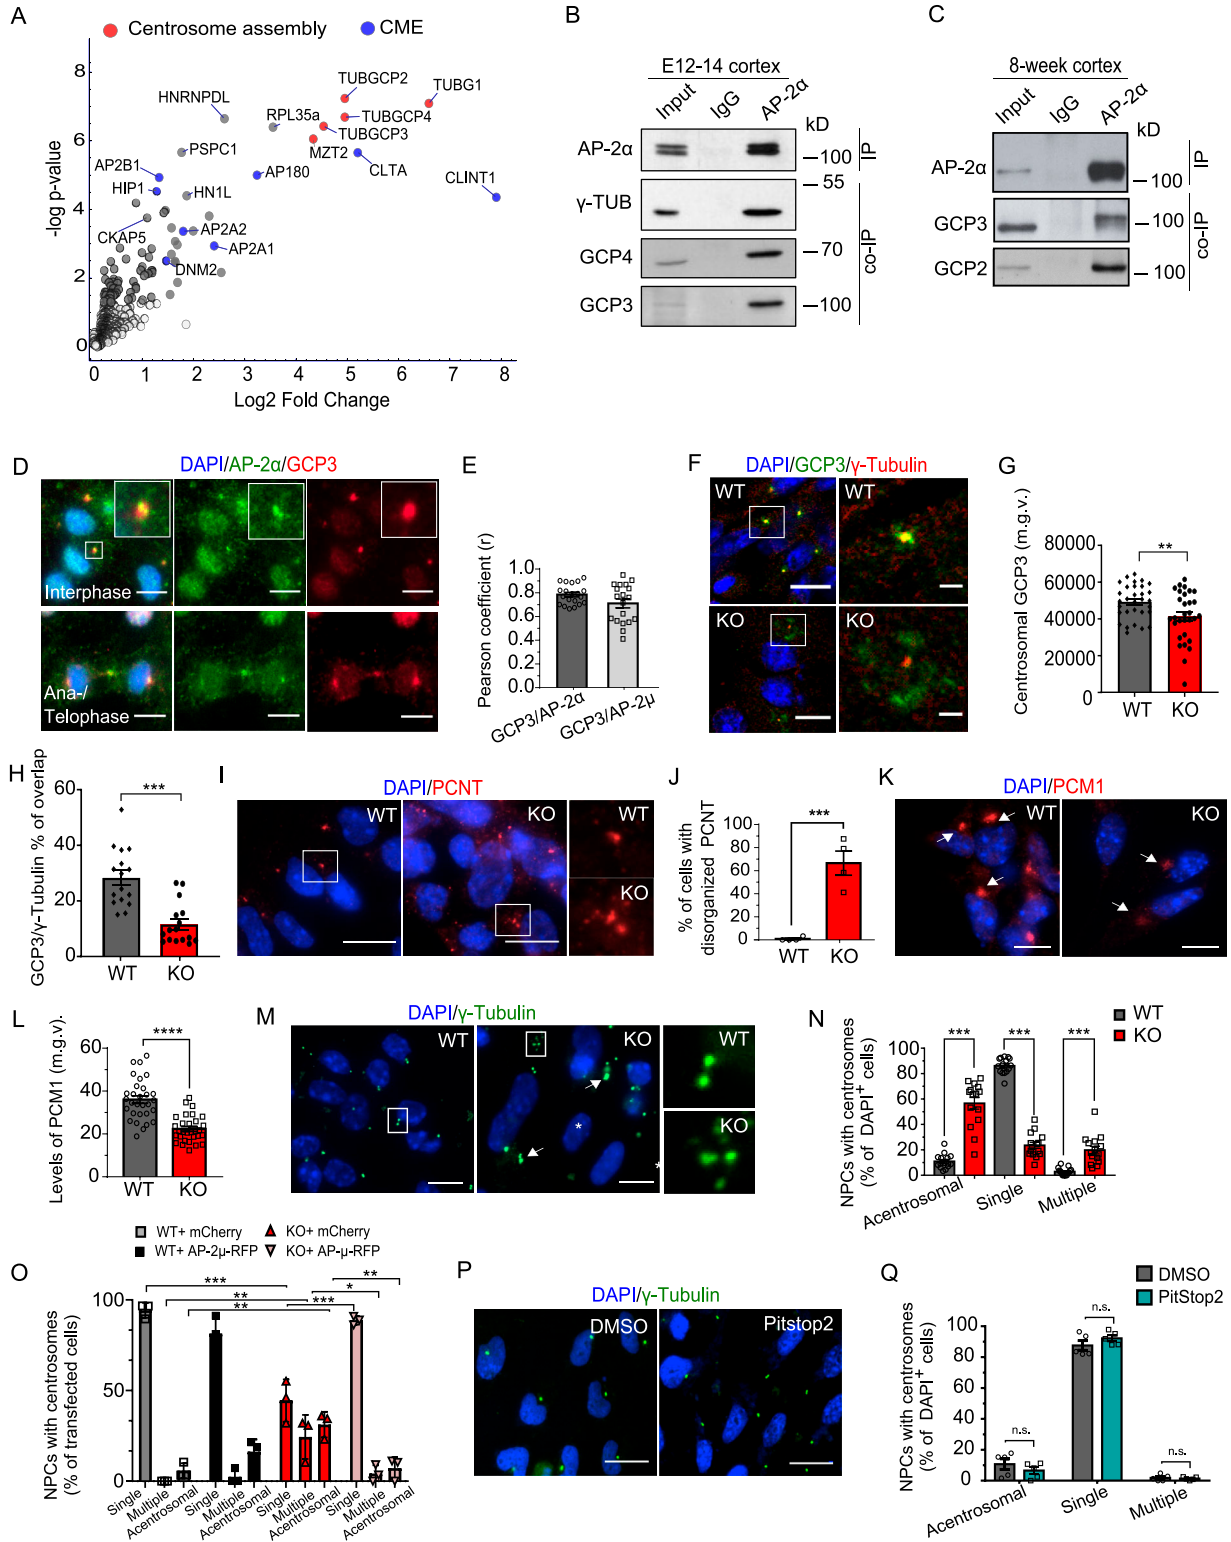 A
Centrosome assembly
CME
-log p-value
8
6
4
2
0
0 1 2 3 4 5 6 7 8
Log2 Fold Change
TUBGCP2
TUBG1
HNRNPDL
RPL35a
TUBGCP4
TUBGCP3
PSPC1
MZT2
CLTA
AP2B1
AP180
CLINT1
HIP1
HN1L
CKAP5
AP2A2
AP2A1
DNM2
B
E12-14 cortex
Input IgG AP-2α
kD
AP-2α
100
IP
55
γ-TUB
GCP4
70
co-IP
GCP3
100
C
8-week cortex
Input IgG AP-2α
kD
AP-2α
100
IP
GCP3
100
co-IP
GCP2
100
D
DAPI/AP-2α/GCP3
Interphase
Ana-/
Telophase
E
Pearson coefficient (r)
1.0
0.8
0.6
0.4
0.2
0.0
GCP3/AP-2α
GCP3/AP-2μ
F
DAPI/GCP3/γ-Tubulin
WT WT
KO KO
G
Centrosomal GCP3 (m.g.v.)
80000
60000
40000
20000
0
**
WT KO
H
GCP3/γ-Tubulin % of overlap
60
40
20
0
***
WT KO
I
DAPI/PCNT
WT KO WT
KO
J
% of cells with
disorganized PCNT
100
80
60
40
20
0
***
WT KO
K
DAPI/PCM1
WT KO
L
Levels of PCM1 (m.g.v.)
60
40
20
0
****
WT KO
M
DAPI/γ-Tubulin
WT KO WT
KO
*
*
N
WT
KO
NPCs with centrosomes
(% of DAPI+ cells)
100
80
60
40
20
0
*** *** ***
Acentrosomal Single Multiple
O
WT+ mCherry
KO+ mCherry
WT+ AP-2μ-RFP
KO+ AP-μ-RFP
NPCs with centrosomes
(% of transfected cells)
100
50
0
***
**
**
**
*
***
Single Multiple Acentrosomal Single Multiple Acentrosomal Single Multiple Acentrosomal Single Multiple Acentrosomal
P
DAPI/γ-Tubulin
DMSO Pitstop2
Q
DMSO
PitStop2
NPCs with centrosomes
(% of DAPI+ cells)
100
80
60
40
20
0
n.s. n.s. n.s.
Acentrosomal Single Multiple